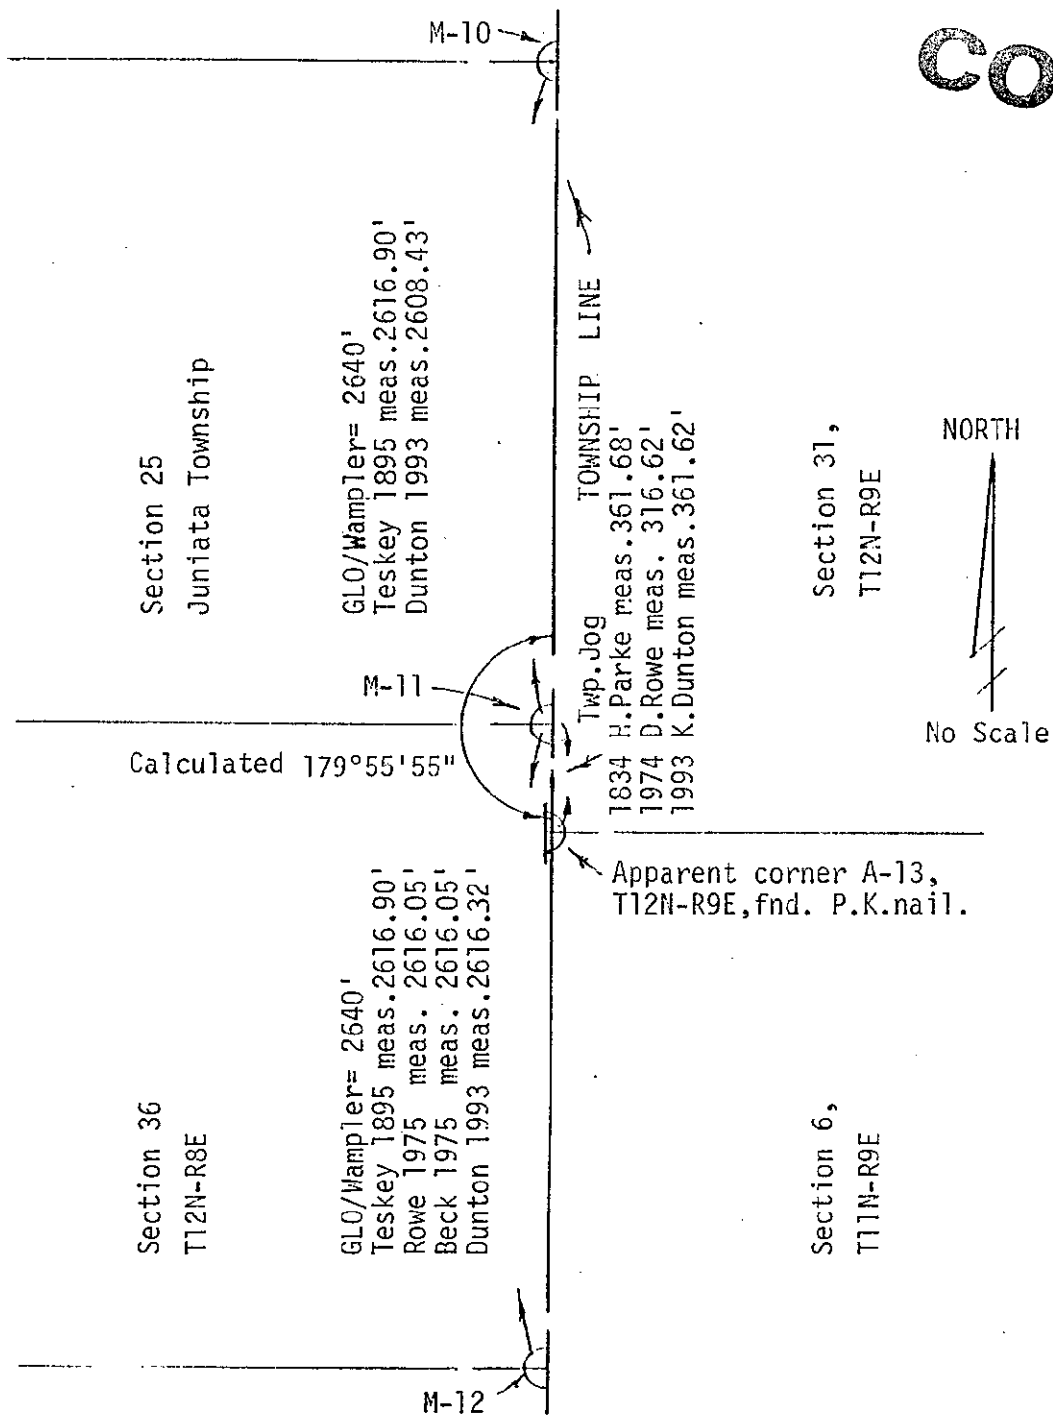 CO
M-10
Section 25
Juniata Township
GLO/Wampler= 2640'
Teskey 1895 meas.2616.90'
Dunton 1993 meas.2608.43'
TOWNSHIP LINE
Twp.Jog
1834 H.Parke meas.361.68'
1974 D.Rowe meas. 316.62'
1993 K.Dunton meas.361.62'
Section 31,
T12N-R9E
NORTH
No Scale
M-11
Calculated 179°55'55"
Apparent corner A-13,
T12N-R9E,fnd. P.K.nail.
Section 36
T12N-R8E
GLO/Wampler= 2640'
Teskey 1895 meas.2616.90'
Rowe 1975 meas. 2616.05'
Beck 1975 meas. 2616.05'
Dunton 1993 meas.2616.32'
Section 6,
T11N-R9E
M-12